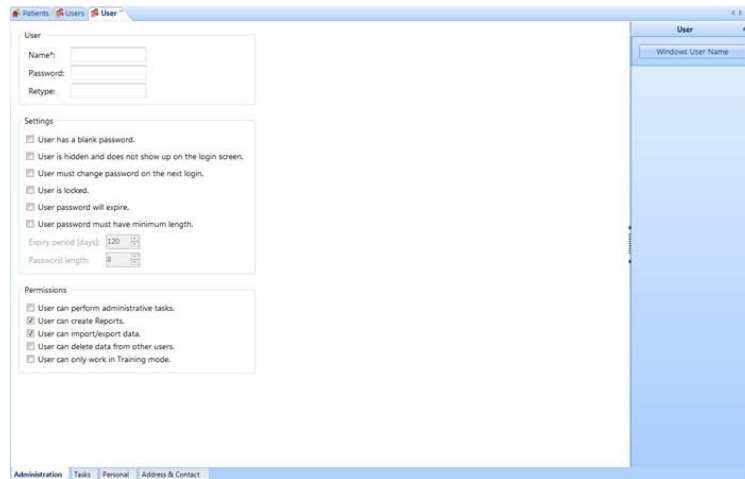 Patients Users User
User
User
Windows User Name
Name*:
Password:
Retype:
Settings
User has a blank password.
User is hidden and does not show up on the login screen.
User must change password on the next login.
User is locked.
User password will expire.
User password must have minimum length.
Expiry period [days]: 120
Password length: 8
Permissions
User can perform administrative tasks.
User can create Reports.
User can import/export data.
User can delete data from other users.
User can only work in Training mode.
Administration Tasks Personal Address & Contact